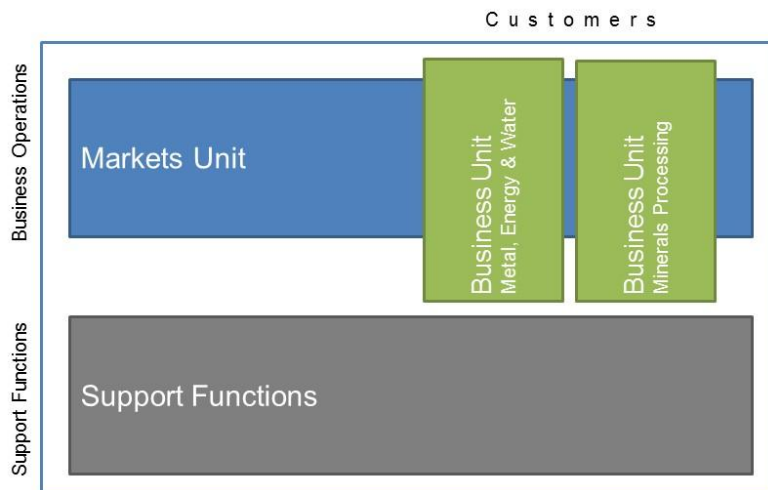 Customers
Business Operations
Markets Unit
Business Unit
Metal, Energy & Water
Business Unit
Minerals Processing
Support Functions
Support Functions